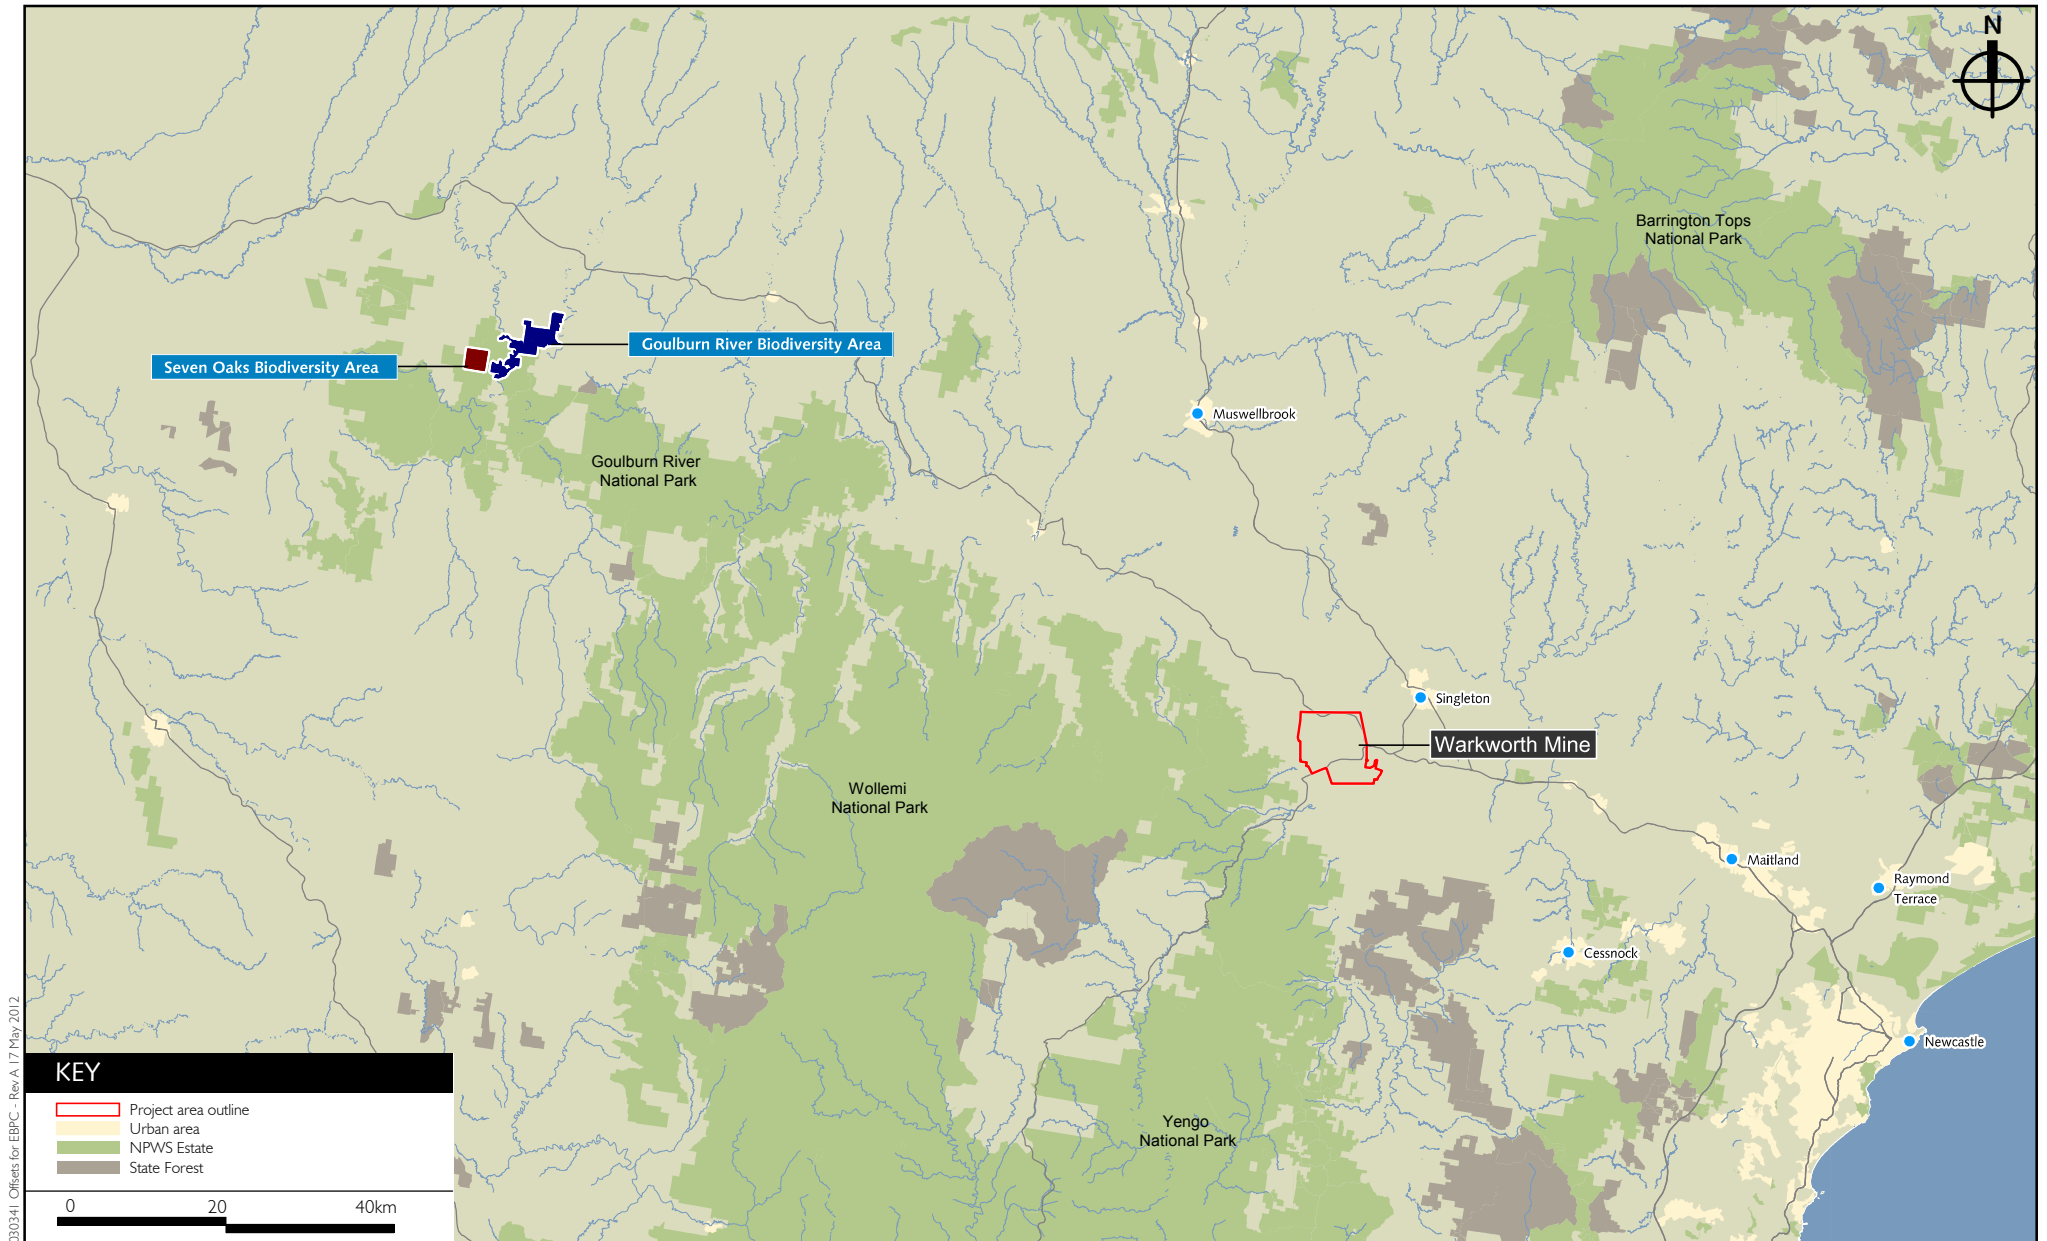 N
Barrington Tops
National Park
Goulburn River Biodiversity Area
Seven Oaks Biodiversity Area
Muswellbrook
Goulburn River
National Park
Singleton
Warkworth Mine
Wollemi
National Park
Maitland
Raymond
Terrace
Cessnock
Newcastle
Yengo
National Park
KEY
Project area outline
Urban area
NPWS Estate
State Forest
0 20 40km
030341 Offsets for EBPC - Rev A 17 May 2012